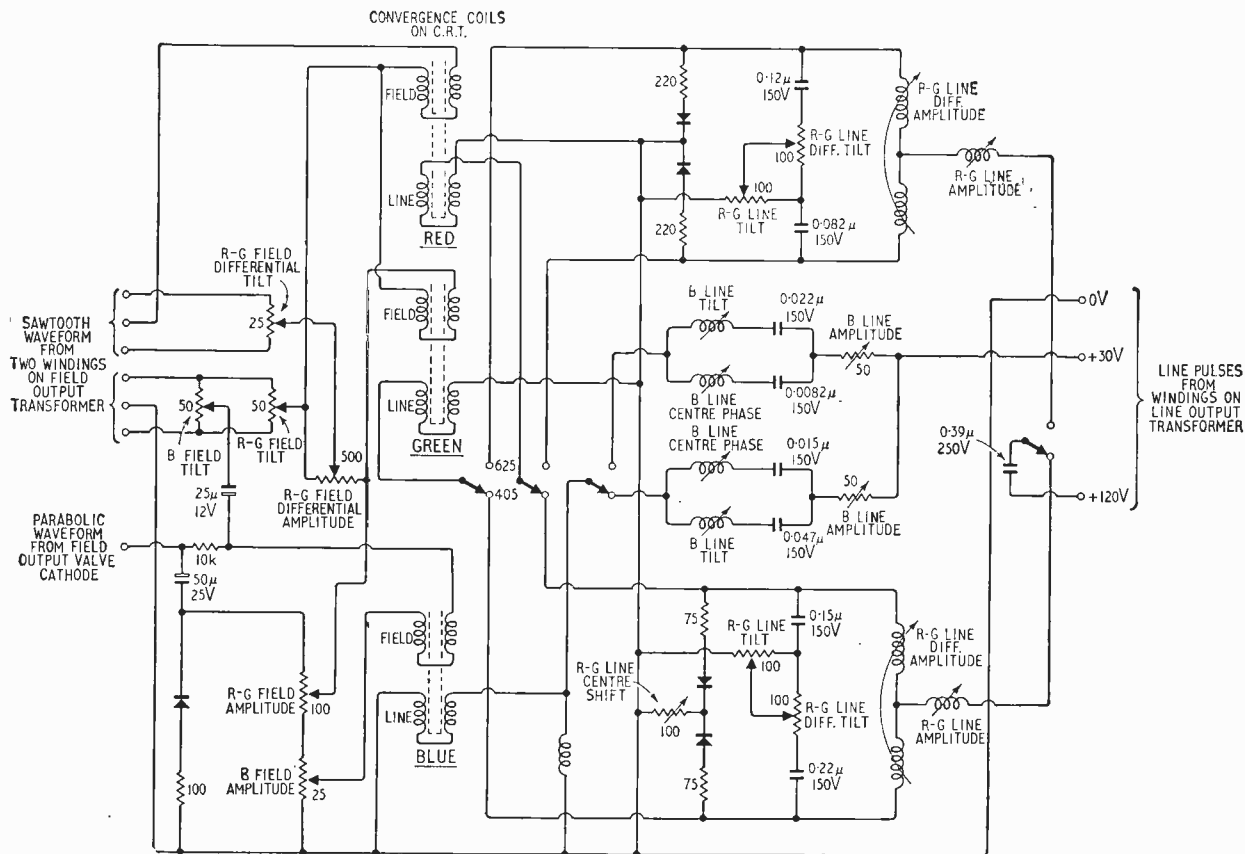 CONVERGENCE COILS
ON C.R.T.
FIELD
LINE
RED
220
220
0·12μ
150V
R-G LINE
DIFF. TILT
100
100
R-G LINE
TILT
0·082μ
150V
R-G LINE
DIFF.
AMPLITUDE
R-G LINE
AMPLITUDE
R-G FIELD
DIFFERENTIAL
TILT
25
SAWTOOTH
WAVEFORM
FROM
TWO WINDINGS
ON FIELD
OUTPUT
TRANSFORMER
50
50
B FIELD
TILT
R-G FIELD
TILT
500
R-G FIELD
DIFFERENTIAL
AMPLITUDE
25μ
12V
FIELD
LINE
GREEN
625
405
B LINE
TILT
0·022μ
150V
B LINE
AMPLITUDE
50
B LINE
CENTRE PHASE
0·0082μ
150V
B LINE
CENTRE PHASE
0·015μ
150V
50
B LINE
AMPLITUDE
B LINE
TILT
0·047μ
150V
0V
+30V
+120V
0·39μ
250V
LINE PULSES
FROM
WINDINGS ON
LINE OUTPUT
TRANSFORMER
PARABOLIC
WAVEFORM
FROM FIELD
OUTPUT VALVE
CATHODE
10k
50μ
25V
100
R-G FIELD
AMPLITUDE
100
B FIELD
AMPLITUDE
25
FIELD
LINE
BLUE
R-G LINE
CENTRE
SHIFT
100
75
75
R-G LINE
TILT
100
0·15μ
150V
100
R-G LINE
DIFF. TILT
0·22μ
150V
R-G LINE
DIFF.
AMPLITUDE
R-G LINE
AMPLITUDE